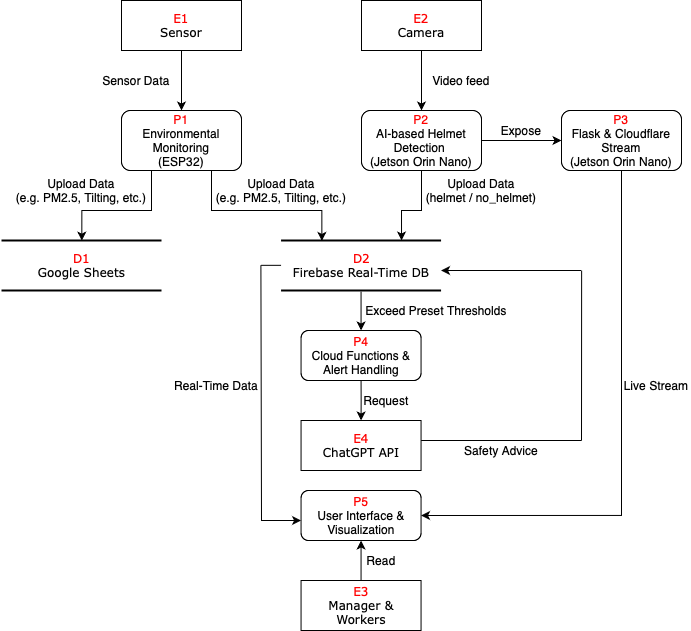 E1
Sensor
E2
Camera
Sensor Data
Video feed
P1
Environmental
Monitoring
(ESP32)
P2
AI-based Helmet
Detection
(Jetson Orin Nano)
Expose
P3
Flask & Cloudflare
Stream
(Jetson Orin Nano)
Upload Data
(e.g. PM2.5, Tilting, etc.)
Upload Data
(e.g. PM2.5, Tilting, etc.)
Upload Data
(helmet / no_helmet)
D1
Google Sheets
D2
Firebase Real-Time DB
Exceed Preset Thresholds
P4
Cloud Functions &
Alert Handling
Real-Time Data
Live Stream
Request
E4
ChatGPT API
Safety Advice
P5
User Interface &
Visualization
Read
E3
Manager &
Workers